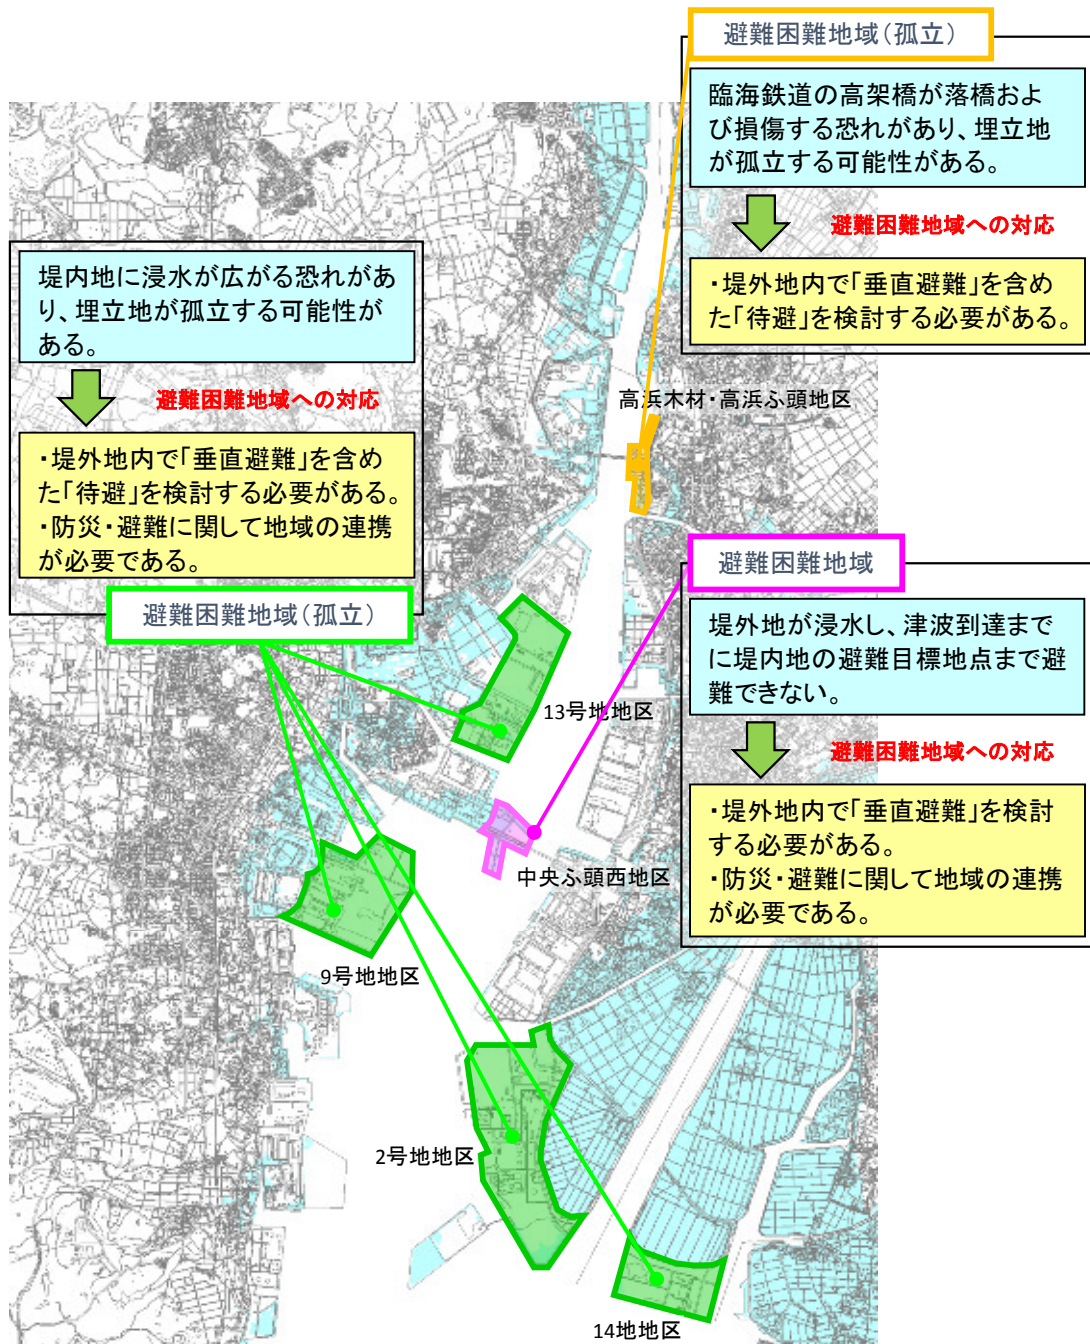 避難困難地域(孤立)
臨海鉄道の高架橋が落橋およ
び損傷する恐れがあり、埋立地
が孤立する可能性がある。
避難困難地域への対応
・堤外地内で「垂直避難」を含め
た「待避」を検討する必要がある。
堤内地に浸水が広がる恐れがあ
り、埋立地が孤立する可能性が
ある。
避難困難地域への対応
・堤外地内で「垂直避難」を含め
た「待避」を検討する必要がある。
・防災・避難に関して地域の連携
が必要である。
避難困難地域(孤立)
高浜木材・高浜ふ頭地区
避難困難地域
堤外地が浸水し、津波到達まで
に堤内地の避難目標地点まで避
難できない。
避難困難地域への対応
・堤外地内で「垂直避難」を検討
する必要がある。
・防災・避難に関して地域の連携
が必要である。
13号地地区
中央ふ頭西地区
9号地地区
2号地地区
14地地区